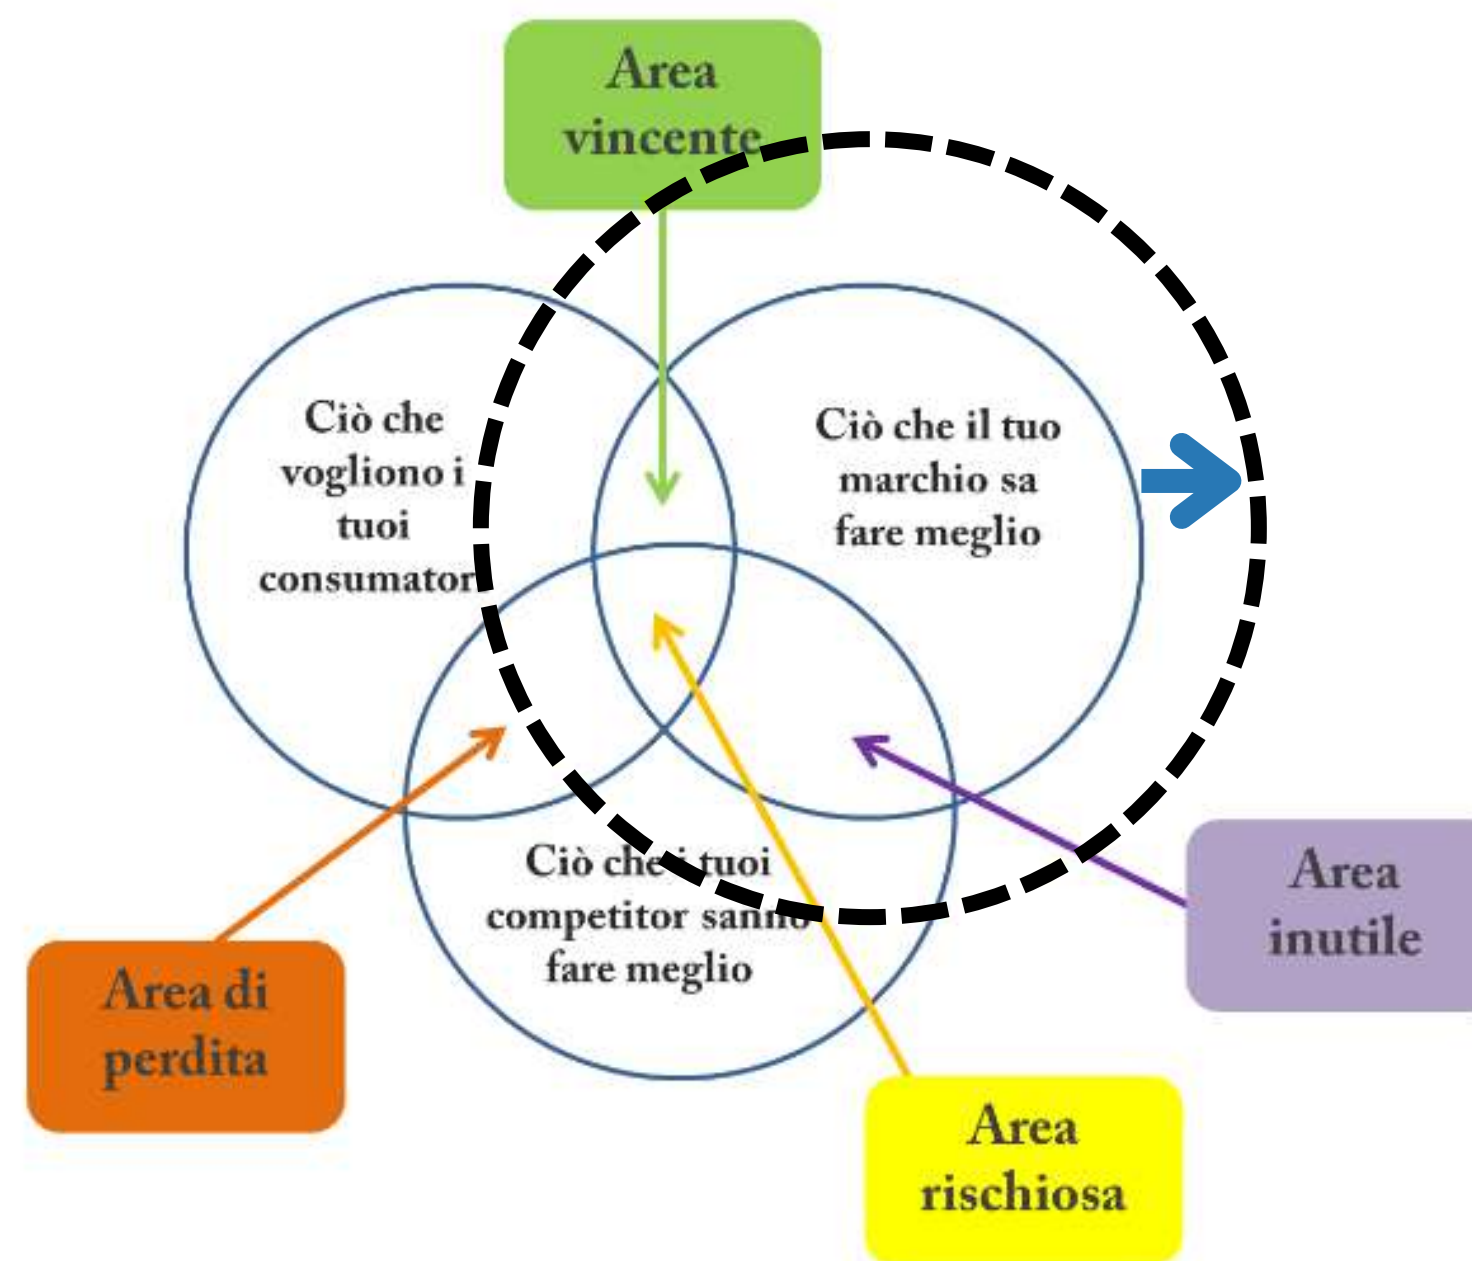 Area
vincente
Ciò che
vogliono i
tuoi
consumator
Ciò che il tuo
marchio sa
fare meglio
Ciò che i tuoi
competitor sanno
fare meglio
Area di
perdita
Area
inutile
Area
rischiosa